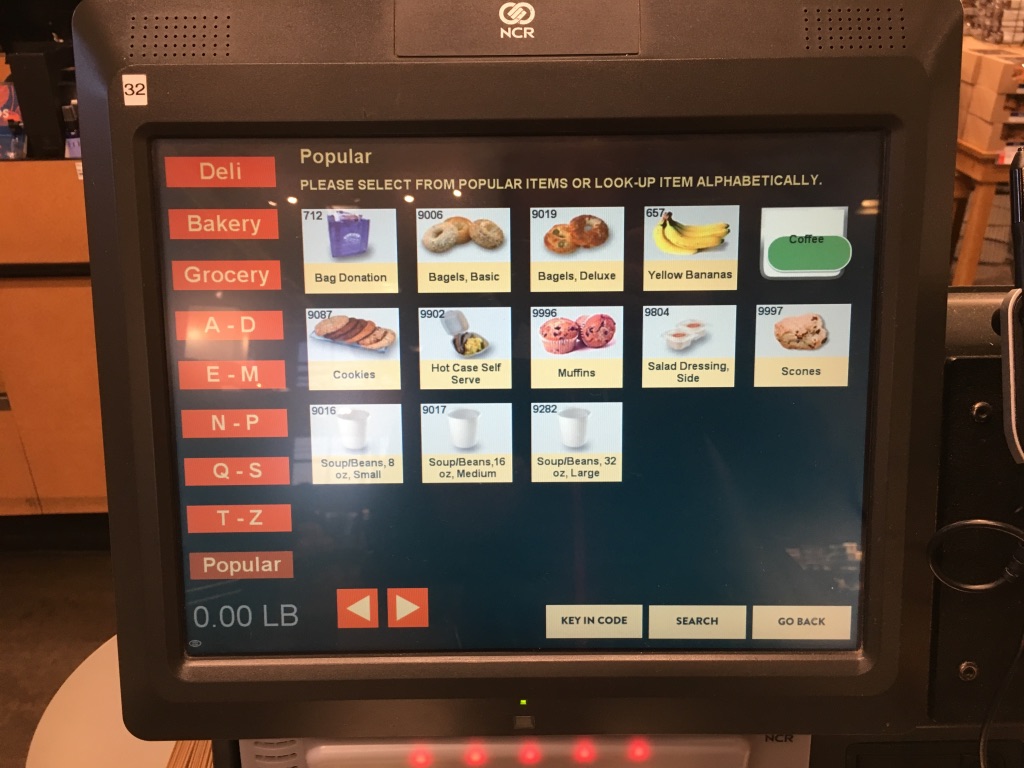 NCR
32
Popular
PLEASE SELECT FROM POPULAR ITEMS OR LOOK-UP ITEM ALPHABETICALLY.
Deli
Bakery
Grocery
A - D
E - M
N - P
Q - S
T - Z
Popular
712
Bag Donation
9006
Bagels, Basic
9019
Bagels, Deluxe
657
Yellow Bananas
Coffee
9087
Cookies
9902
Hot Case Self
Serve
9996
Muffins
9804
Salad Dressing,
Side
9997
Scones
9016
Soup/Beans, 8
oz, Small
9017
Soup/Beans,16
oz, Medium
9282
Soup/Beans, 32
oz, Large
0.00 LB
KEY IN CODE
SEARCH
GO BACK
NCR